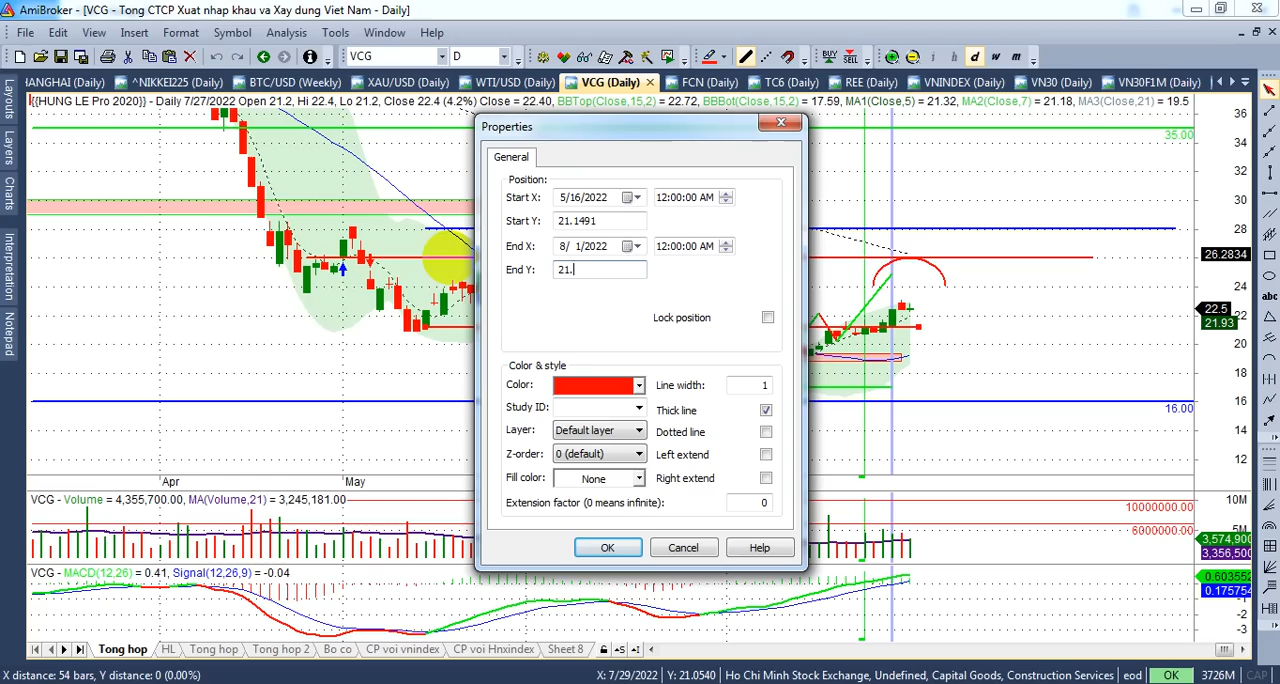 AmiBroker - [VCG - Tong CTCP Xuat nhap khau va Xay dung Viet Nam - Daily]
File Edit View Insert Format Symbol Analysis Tools Window Help
VCG D BUY SELL i h d w m
HANGHAI (Daily) ^NIKKEI225 (Daily) BTC/USD (Weekly) XAU/USD (Daily) WTI/USD (Daily) VCG (Daily) FCN (Daily) TC6 (Daily) REE (Daily) VNINDEX (Daily) VN30 (Daily) VN30F1M (Daily)
{{HUNG LE Pro 2020}} - Daily 7/27/2022 Open 21.2, Hi 22.4, Lo 21.2, Close 22.4 (4.2%) Close = 22.40, BBTop(Close,15,2) = 22.72, BBBot(Close,15,2) = 17.59, MA1(Close,5) = 21.32, MA2(Close,7) = 21.18, MA3(Close,21) = 19.5
Layouts
Layers
Charts
Interpretation
Notepad
Properties
General
Position:
Start X: 5/16/2022 12:00:00 AM
Start Y: 21.1491
End X: 8/ 1/2022 12:00:00 AM
End Y: 21.
Lock position
Color & style
Color: Line width: 1
Study ID: Thick line
Layer: Default layer Dotted line
Z-order: 0 (default) Left extend
Fill color: None Right extend
Extension factor (0 means infinite): 0
OK Cancel Help
36
35.00
34
32
30
28
26.2834
24
22.5
22
21.93
20
18
16
16.00
14
12
Apr May
abc
VCG - Volume = 4,355,700.00, MA(Volume,21) = 3,245,181.00
10M
10000000.00
6000000.00
3,574,900
3,356,500
VCG - MACD(12,26) = 0.41, Signal(12,26,9) = -0.04
0.603552
0.175754
-2
-3
Tong hop HL Tong hop Tong hop 2 Bo co CP voi vnindex CP voi Hnxindex Sheet 8
X distance: 54 bars, Y distance: 0 (0.00%) X: 7/29/2022 Y: 21.0540 Ho Chi Minh Stock Exchange, Undefined, Capital Goods, Construction Services eod OK 3726M CAP